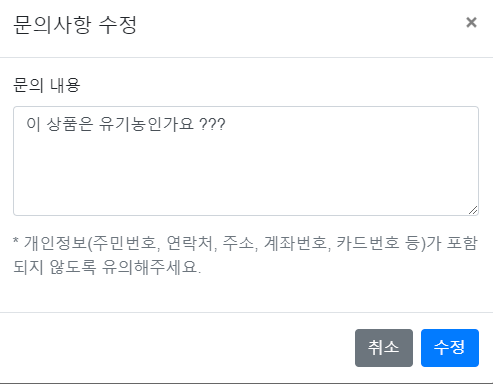 문의사항 수정
×
문의 내용
이 상품은 유기농인가요 ???
* 개인정보(주민번호, 연락처, 주소, 계좌번호, 카드번호 등)가 포함
되지 않도록 유의해주세요.
취소 수정